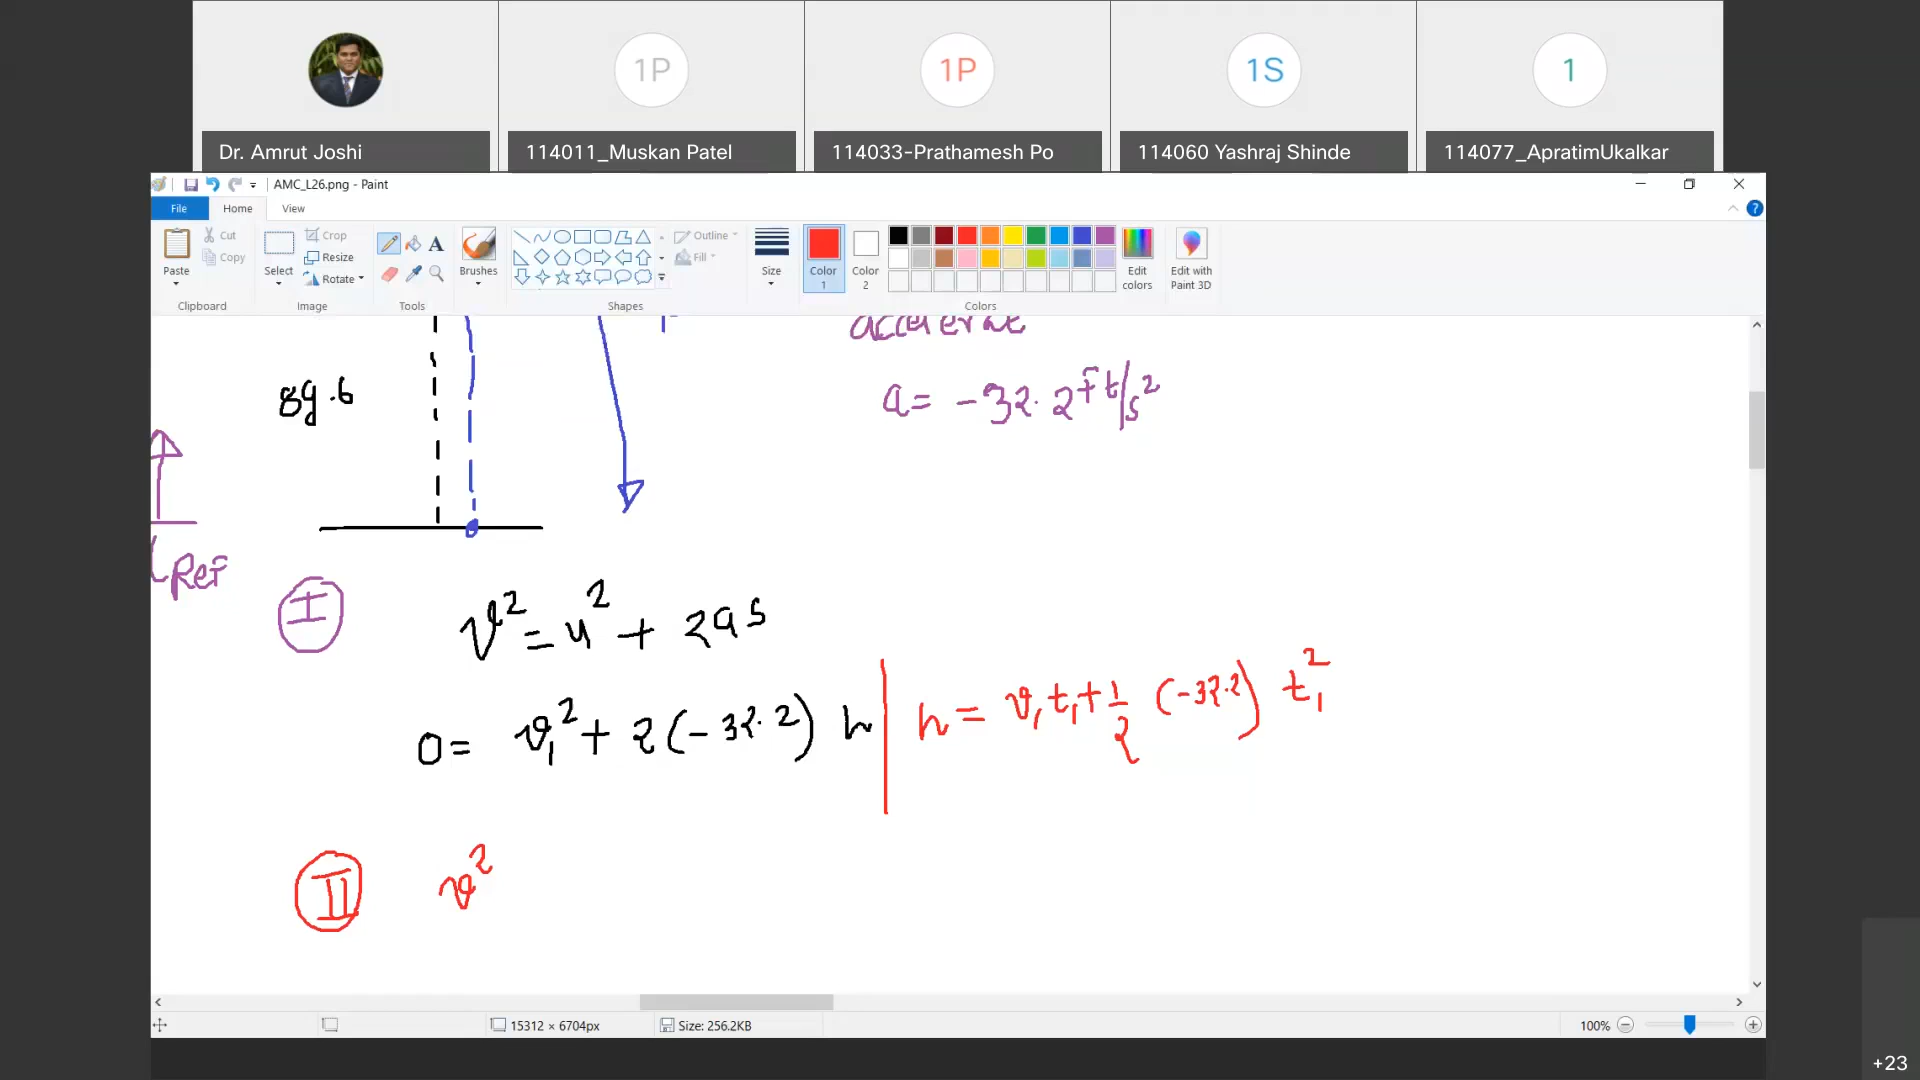 1P
1P
1S
1
Dr. Amrut Joshi
114011_Muskan Patel
114033-Prathamesh Po
114060 Yashraj Shinde
114077_ApratimUkalkar
AMC_L26.png - Paint
File
Home
View
Paste
Cut
Copy
Clipboard
Select
Crop
Resize
Rotate
Image
A
Tools
Brushes
Outline
Fill
Shapes
Size
Color 1
Color 2
Edit colors
Edit with Paint 3D
Colors
89.6
a = -32.2 ft/s²
Ref
I
v² = u² + 2as
0 = v₁² + 2(-32.2) h
h = v₁t₁ + 1/2 (-32.2) t₁²
II
v²
15312 × 6704px
Size: 256.2KB
100%
+23